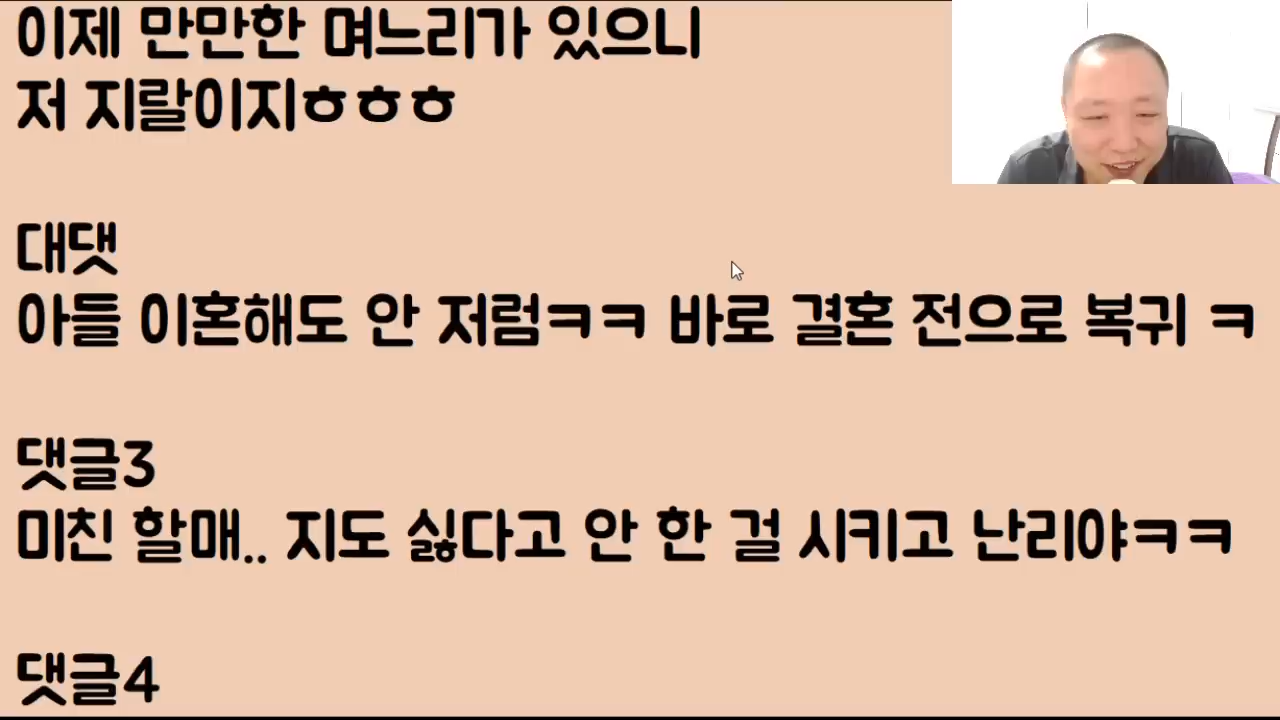 이제 만만한 며느리가 있으니
저 지랄이지ㅎㅎㅎ
대댓
아들 이혼해도 안 저럼ㅋㅋ 바로 결혼 전으로 복귀 ㅋ
댓글3
미친 할매.. 지도 싫다고 안 한 걸 시키고 난리야ㅋㅋ
댓글4